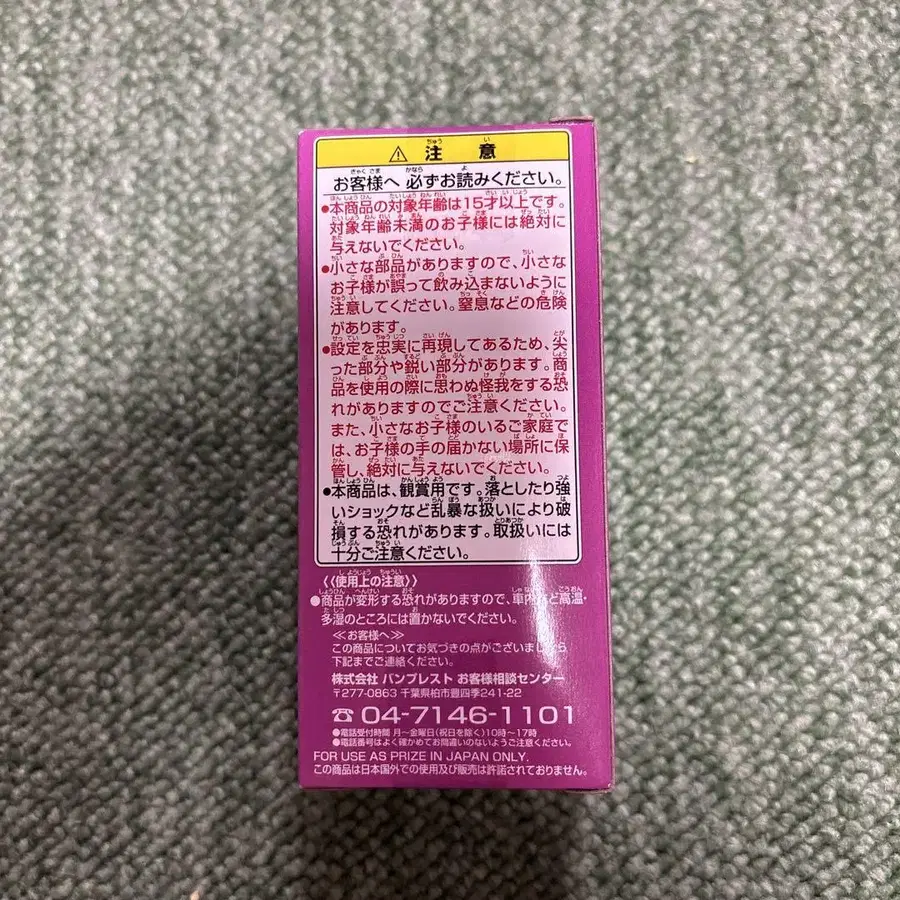 ⚠ 注意
お客様へ 必ずお読みください。
●本商品の対象年齢は15才以上です。
対象年齢未満のお子様には絶対に
与えないでください。
●小さな部品がありますので、小さな
お子様が誤って飲み込まないように
注意してください。窒息などの危険
があります。
●設定を忠実に再現してあるため、尖
った部分や鋭い部分があります。商
品を使用の際に思わぬ怪我をする恐
れがありますのでご注意ください。
また、小さなお子様のいるご家庭で
は、お子様の手の届かない場所に保
管し、絶対に与えないでください。
●本商品は、観賞用です。落としたり強
いショックなど乱暴な扱いにより破
損する恐れがあります。取扱いには
十分ご注意ください。
《使用上の注意》
●商品が変形する恐れがありますので、車内など高温・
多湿のところには置かないでください。
≪お客様へ≫
この商品についてお気づきの点がございましたら
下記までご連絡ください。
株式会社 バンプレスト お客様相談センター
〒277-0863 千葉県柏市豊四季241-22
☎ 04-7146-1101
●電話受付時間 月～金曜日(祝日を除く)10時～17時
●電話番号はよく確かめてお間違いのないようご注意ください。
FOR USE AS PRIZE IN JAPAN ONLY.
この商品は日本国外での使用及び販売は許諾されておりません。